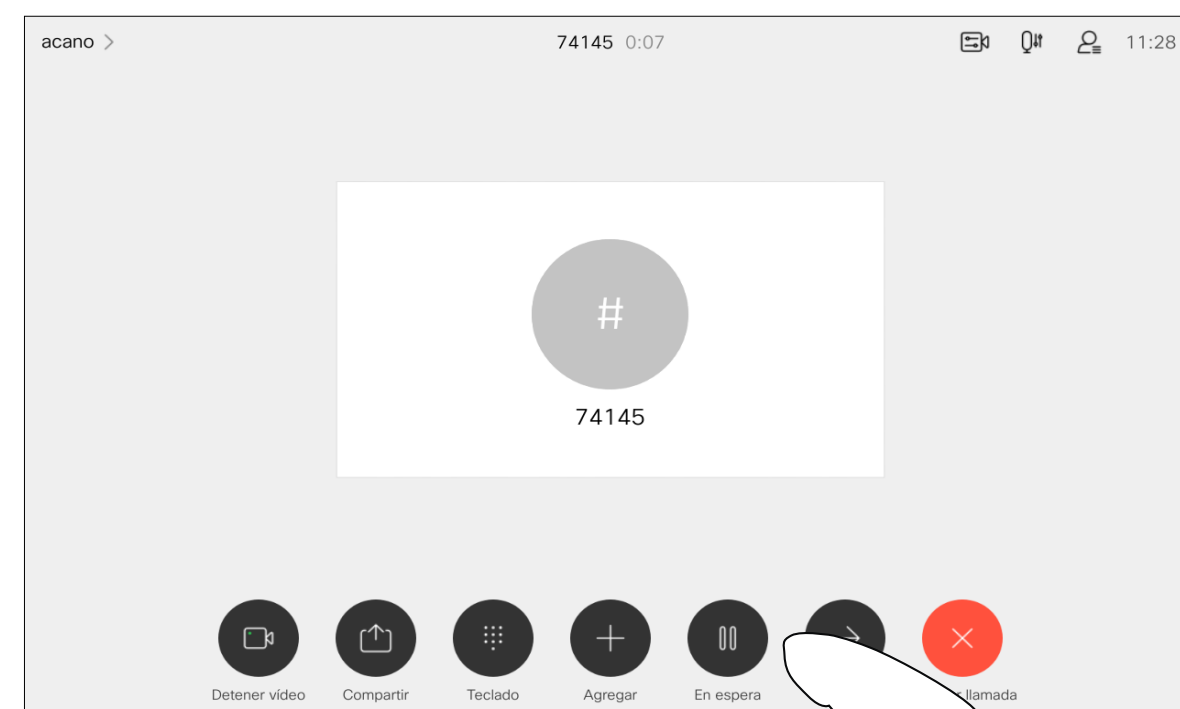 acano
74145 0:07
11:28
#
74145
Detener vídeo
Compartir
Teclado
Agregar
En espera
llamada